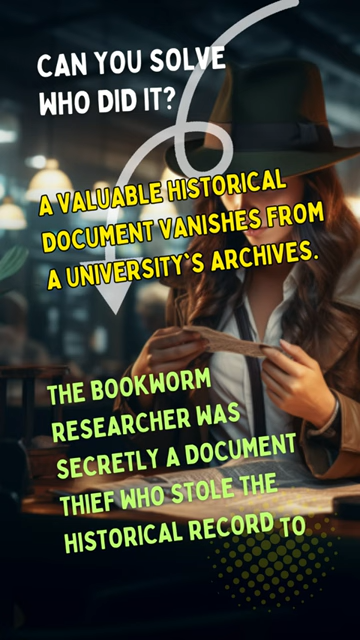 CAN YOU SOLVE
WHO DID IT?
A VALUABLE HISTORICAL
DOCUMENT VANISHES FROM
A UNIVERSITY'S ARCHIVES.
THE BOOKWORM
RESEARCHER WAS
SECRETLY A DOCUMENT
THIEF WHO STOLE THE
HISTORICAL RECORD TO